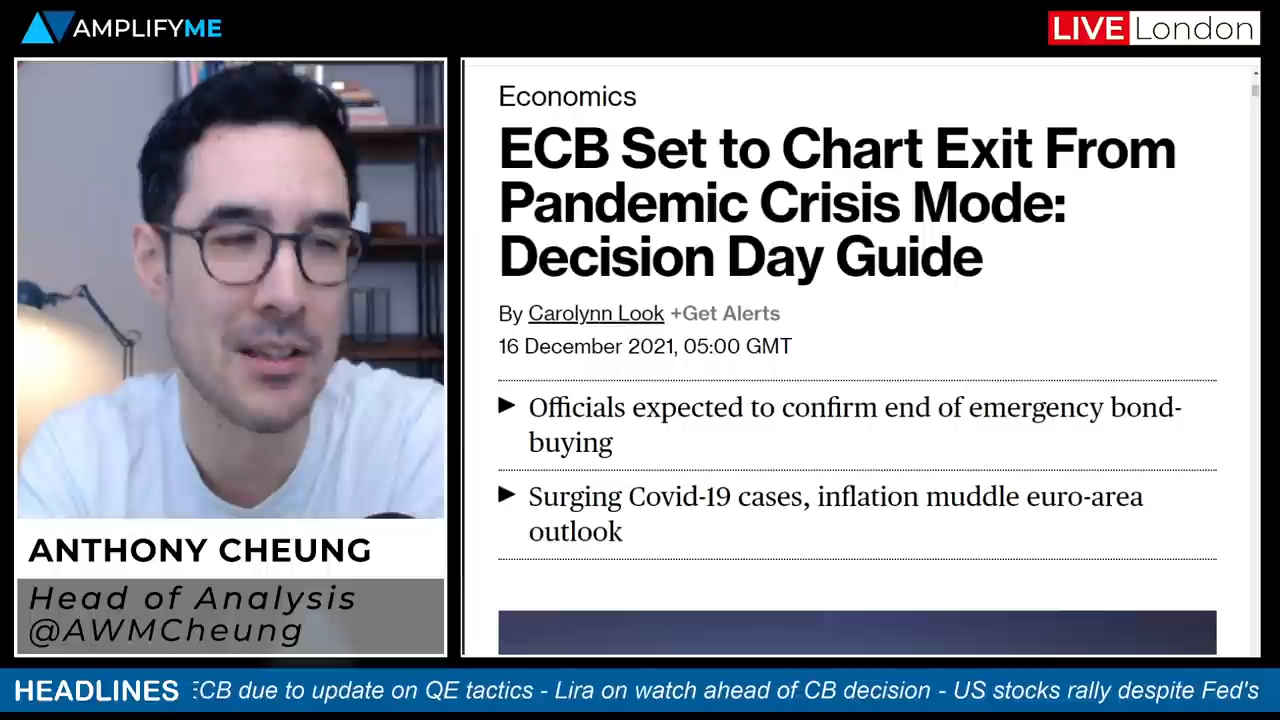 AMPLIFYME
LIVE London
Economics
ECB Set to Chart Exit From
Pandemic Crisis Mode:
Decision Day Guide
By Carolynn Look +Get Alerts
16 December 2021, 05:00 GMT
Officials expected to confirm end of emergency bond-
buying
Surging Covid-19 cases, inflation muddle euro-area
outlook
ANTHONY CHEUNG
Head of Analysis
@AWMCheung
HEADLINES ECB due to update on QE tactics - Lira on watch ahead of CB decision - US stocks rally despite Fed's